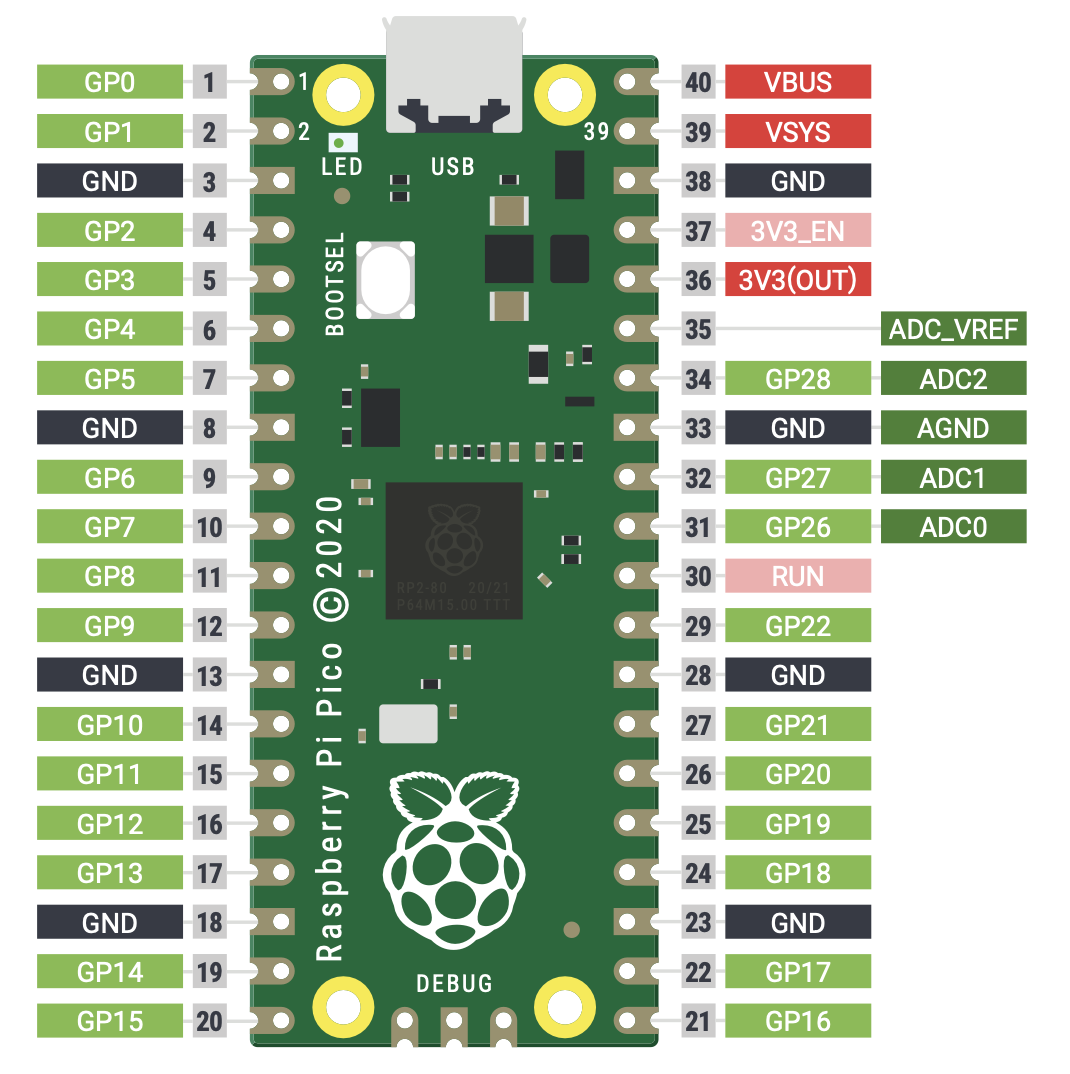 GP0 1 1 40 VBUS
GP1 2 2 39 39 VSYS
LED USB
GND 3 38 GND
GP2 4 37 3V3_EN
GP3 5 36 3V3(OUT)
BOOTSEL
GP4 6 35 ADC_VREF
GP5 7 34 GP28 ADC2
GND 8 33 GND AGND
GP6 9 32 GP27 ADC1
GP7 10 31 GP26 ADC0
GP8 11 30 RUN
RP2-80 20/21
P64M15.00 TTT
GP9 12 29 GP22
GND 13 28 GND
GP10 14 27 GP21
GP11 15 26 GP20
GP12 16 25 GP19
GP13 17 24 GP18
Raspberry Pi Pico ©2020
GND 18 23 GND
GP14 19 22 GP17
DEBUG
GP15 20 21 GP16